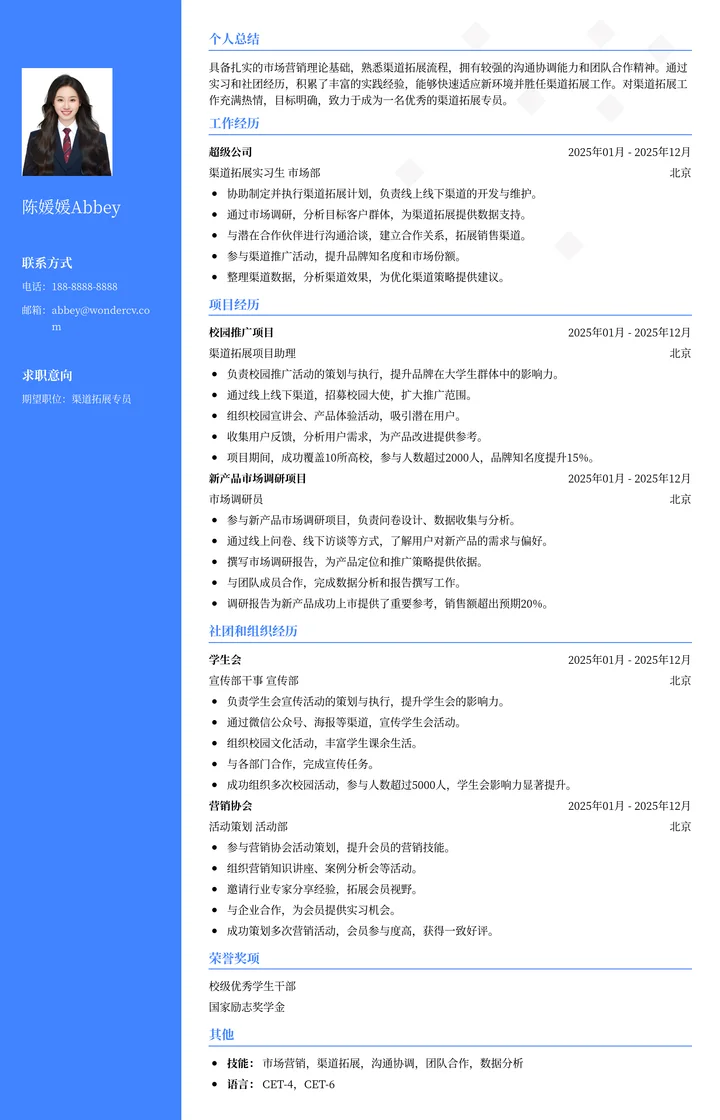 陈媛媛Abbey
联系方式
电话：188-8888-8888
邮箱：abbey@wondercv.co
m
求职意向
期望职位：渠道拓展专员
个人总结
具备扎实的市场营销理论基础，熟悉渠道拓展流程，拥有较强的沟通协调能力和团队合作精神。通过
实习和社团经历，积累了丰富的实践经验，能够快速适应新环境并胜任渠道拓展工作。对渠道拓展工
作充满热情，目标明确，致力于成为一名优秀的渠道拓展专员。
工作经历
超级公司 2025年01月 - 2025年12月
渠道拓展实习生 市场部 北京
● 协助制定并执行渠道拓展计划，负责线上线下渠道的开发与维护。
● 通过市场调研，分析目标客户群体，为渠道拓展提供数据支持。
● 与潜在合作伙伴进行沟通洽谈，建立合作关系，拓展销售渠道。
● 参与渠道推广活动，提升品牌知名度和市场份额。
● 整理渠道数据，分析渠道效果，为优化渠道策略提供建议。
项目经历
校园推广项目 2025年01月 - 2025年12月
渠道拓展项目助理 北京
● 负责校园推广活动的策划与执行，提升品牌在大学生群体中的影响力。
● 通过线上线下渠道，招募校园大使，扩大推广范围。
● 组织校园宣讲会、产品体验活动，吸引潜在用户。
● 收集用户反馈，分析用户需求，为产品改进提供参考。
● 项目期间，成功覆盖10所高校，参与人数超过2000人，品牌知名度提升15%。
新产品市场调研项目 2025年01月 - 2025年12月
市场调研员 北京
● 参与新产品市场调研项目，负责问卷设计、数据收集与分析。
● 通过线上问卷、线下访谈等方式，了解用户对新产品的需求与偏好。
● 撰写市场调研报告，为产品定位和推广策略提供依据。
● 与团队成员合作，完成数据分析和报告撰写工作。
● 调研报告为新产品成功上市提供了重要参考，销售额超出预期20%。
社团和组织经历
学生会 2025年01月 - 2025年12月
宣传部干事 宣传部 北京
● 负责学生会宣传活动的策划与执行，提升学生会的影响力。
● 通过微信公众号、海报等渠道，宣传学生会活动。
● 组织校园文化活动，丰富学生课余生活。
● 与各部门合作，完成宣传任务。
● 成功组织多次校园活动，参与人数超过5000人，学生会影响力显著提升。
营销协会 2025年01月 - 2025年12月
活动策划 活动部 北京
● 参与营销协会活动策划，提升会员的营销技能。
● 组织营销知识讲座、案例分析会等活动。
● 邀请行业专家分享经验，拓展会员视野。
● 与企业合作，为会员提供实习机会。
● 成功策划多次营销活动，会员参与度高，获得一致好评。
荣誉奖项
校级优秀学生干部
国家励志奖学金
其他
● 技能： 市场营销，渠道拓展，沟通协调，团队合作，数据分析
● 语言： CET-4，CET-6